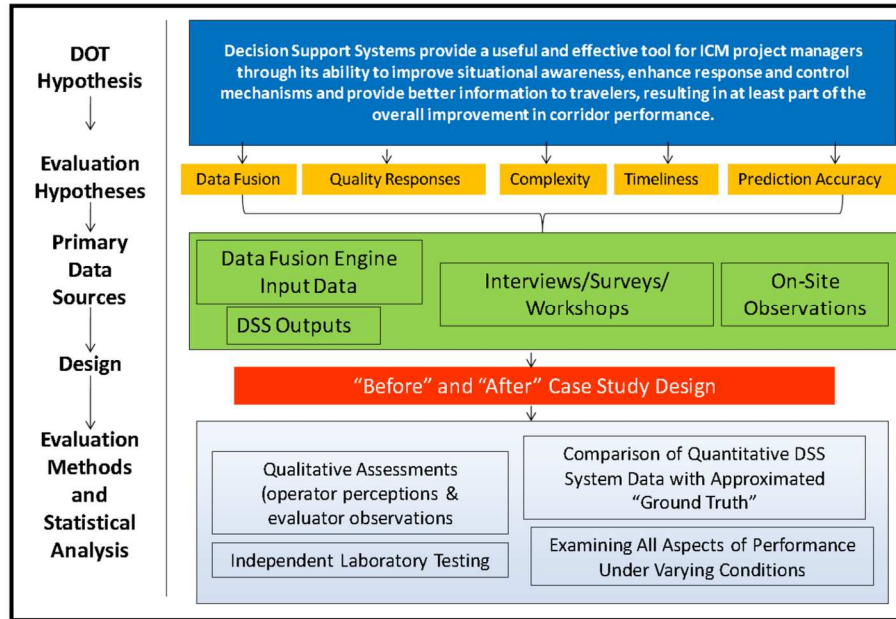 DOT
Hypothesis
Decision Support Systems provide a useful and effective tool for ICM project managers
through its ability to improve situational awareness, enhance response and control
mechanisms and provide better information to travelers, resulting in at least part of the
overall improvement in corridor performance.
Evaluation
Hypotheses
Data Fusion
Quality Responses
Complexity
Timeliness
Prediction Accuracy
Primary
Data
Sources
Data Fusion Engine
Input Data
DSS Outputs
Interviews/Surveys/
Workshops
On-Site
Observations
Design
“Before” and “After” Case Study Design
Evaluation
Methods
and
Statistical
Analysis
Qualitative Assessments
(operator perceptions &
evaluator observations
Comparison of Quantitative DSS
System Data with Approximated
“Ground Truth”
Independent Laboratory Testing
Examining All Aspects of Performance
Under Varying Conditions